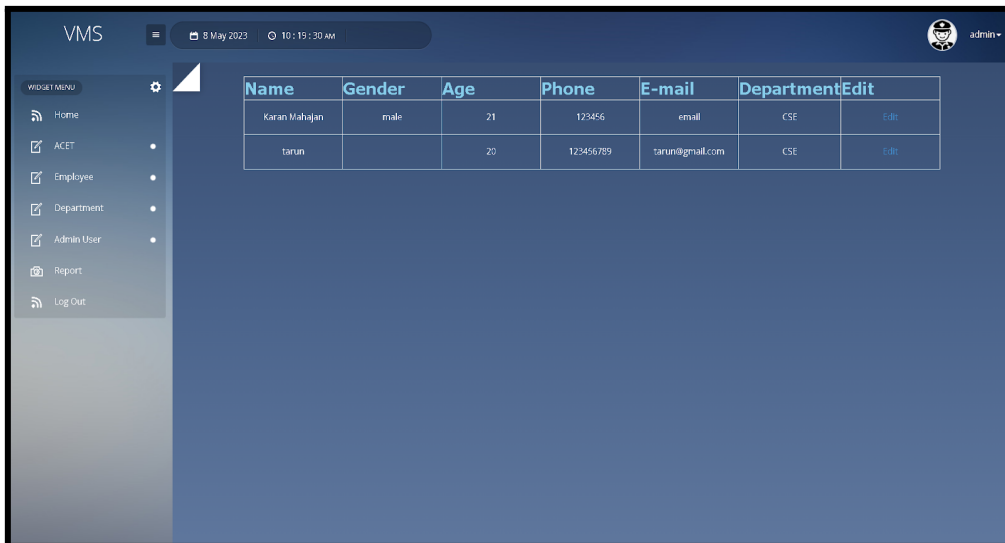 VMS
8 May 2023 10 : 19 : 30 AM
admin
WIDGET MENU
Home
ACET
Employee
Department
Admin User
Report
Log Out
Name Gender Age Phone E-mail Department Edit
Karan Mahajan male 21 123456 email CSE Edit
tarun 20 123456789 tarun@gmail.com CSE Edit